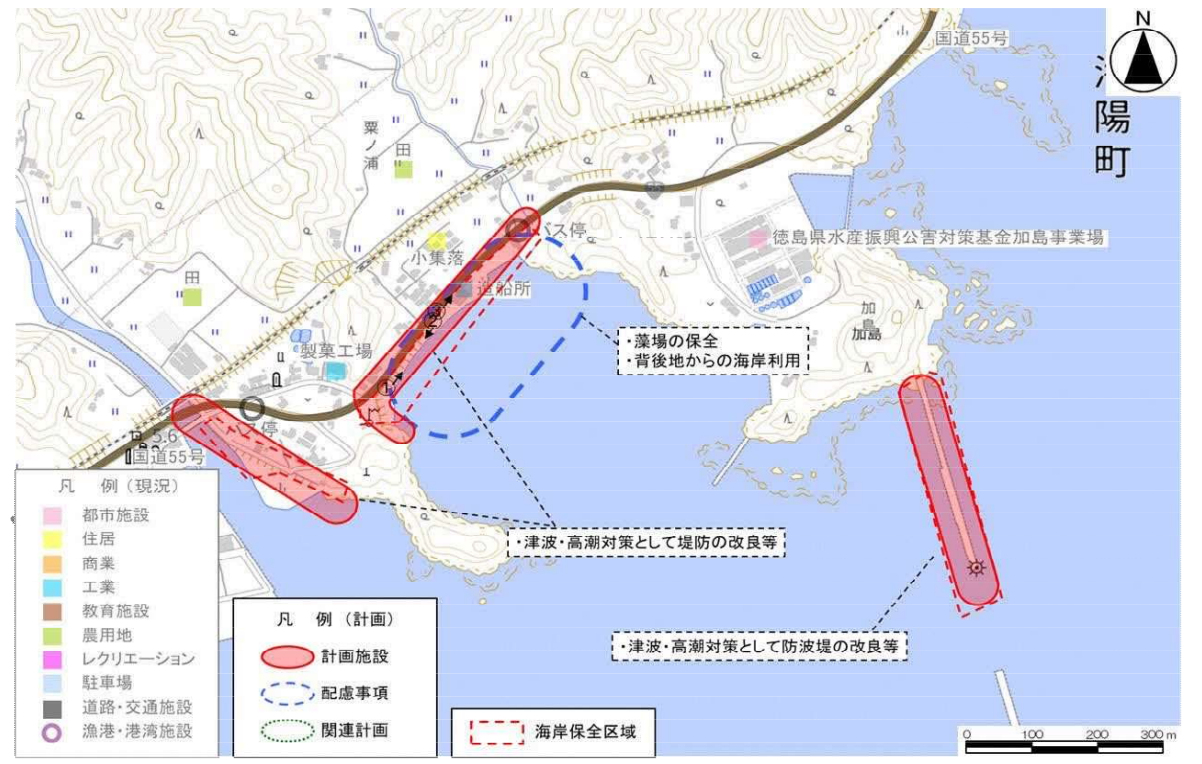 N
国道55号
陽町
粟ノ浦
田
バス停
小集落
造船所
徳島県水産振興公害対策基金加島事業場
田
加島
加島
・藻場の保全
・背後地からの海岸利用
製菓工場
①
5.6
国道55号
・津波・高潮対策として堤防の改良等
・津波・高潮対策として防波堤の改良等
凡 例(現況)
都市施設
住居
商業
工業
教育施設
農用地
レクリエーション
駐車場
道路・交通施設
漁港・港湾施設
凡 例(計画)
計画施設
配慮事項
関連計画
海岸保全区域
0 100 200 300 m